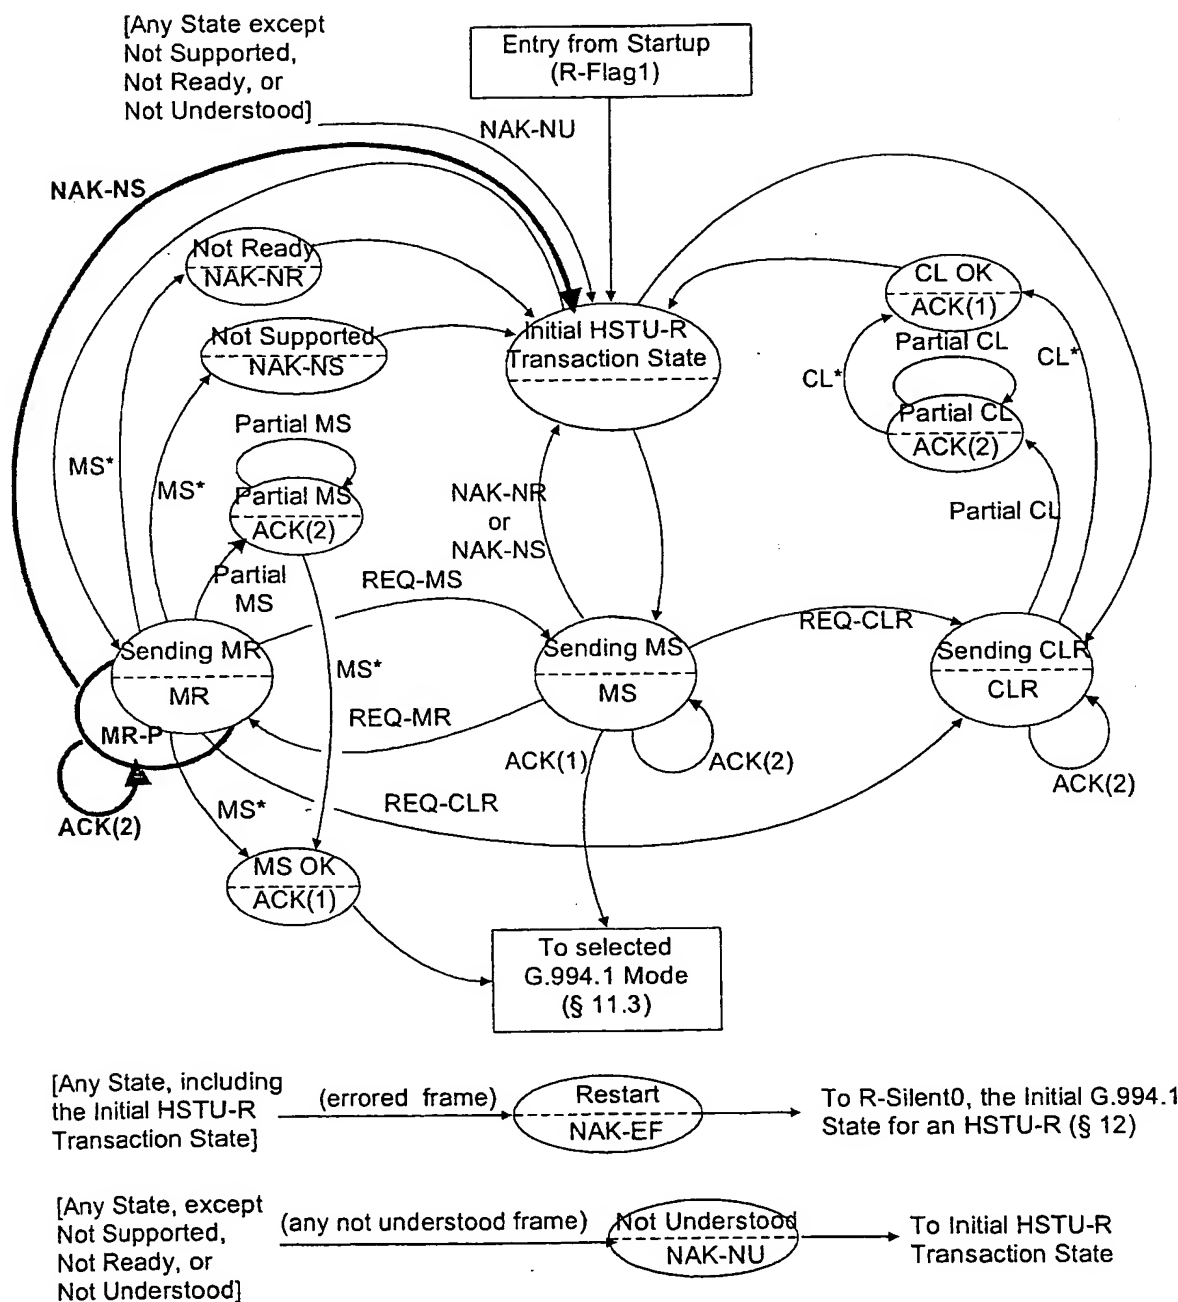 [Any State except
Not Supported,
Not Ready, or
Not Understood]
Entry from Startup
(R-Flag1)
NAK-NU
NAK-NS
Not Ready
NAK-NR
CL OK
ACK(1)
Not Supported
NAK-NS
Initial HSTU-R
Transaction State
Partial CL
CL*
CL*
Partial CL
ACK(2)
Partial MS
MS*
MS*
Partial MS
ACK(2)
NAK-NR
or
NAK-NS
Partial CL
Partial
MS
REQ-MS
REQ-CLR
Sending MR
MR
MS*
Sending MS
MS
Sending CLR
CLR
REQ-MR
MR-P
ACK(1)
ACK(2)
ACK(2)
ACK(2)
MS*
REQ-CLR
MS OK
ACK(1)
To selected
G.994.1 Mode
(§ 11.3)
[Any State, including
the Initial HSTU-R
Transaction State]
(errored frame)
Restart
NAK-EF
To R-Silent0, the Initial G.994.1
State for an HSTU-R (§ 12)
[Any State, except
Not Supported,
Not Ready, or
Not Understood]
(any not understood frame)
Not Understood
NAK-NU
To Initial HSTU-R
Transaction State